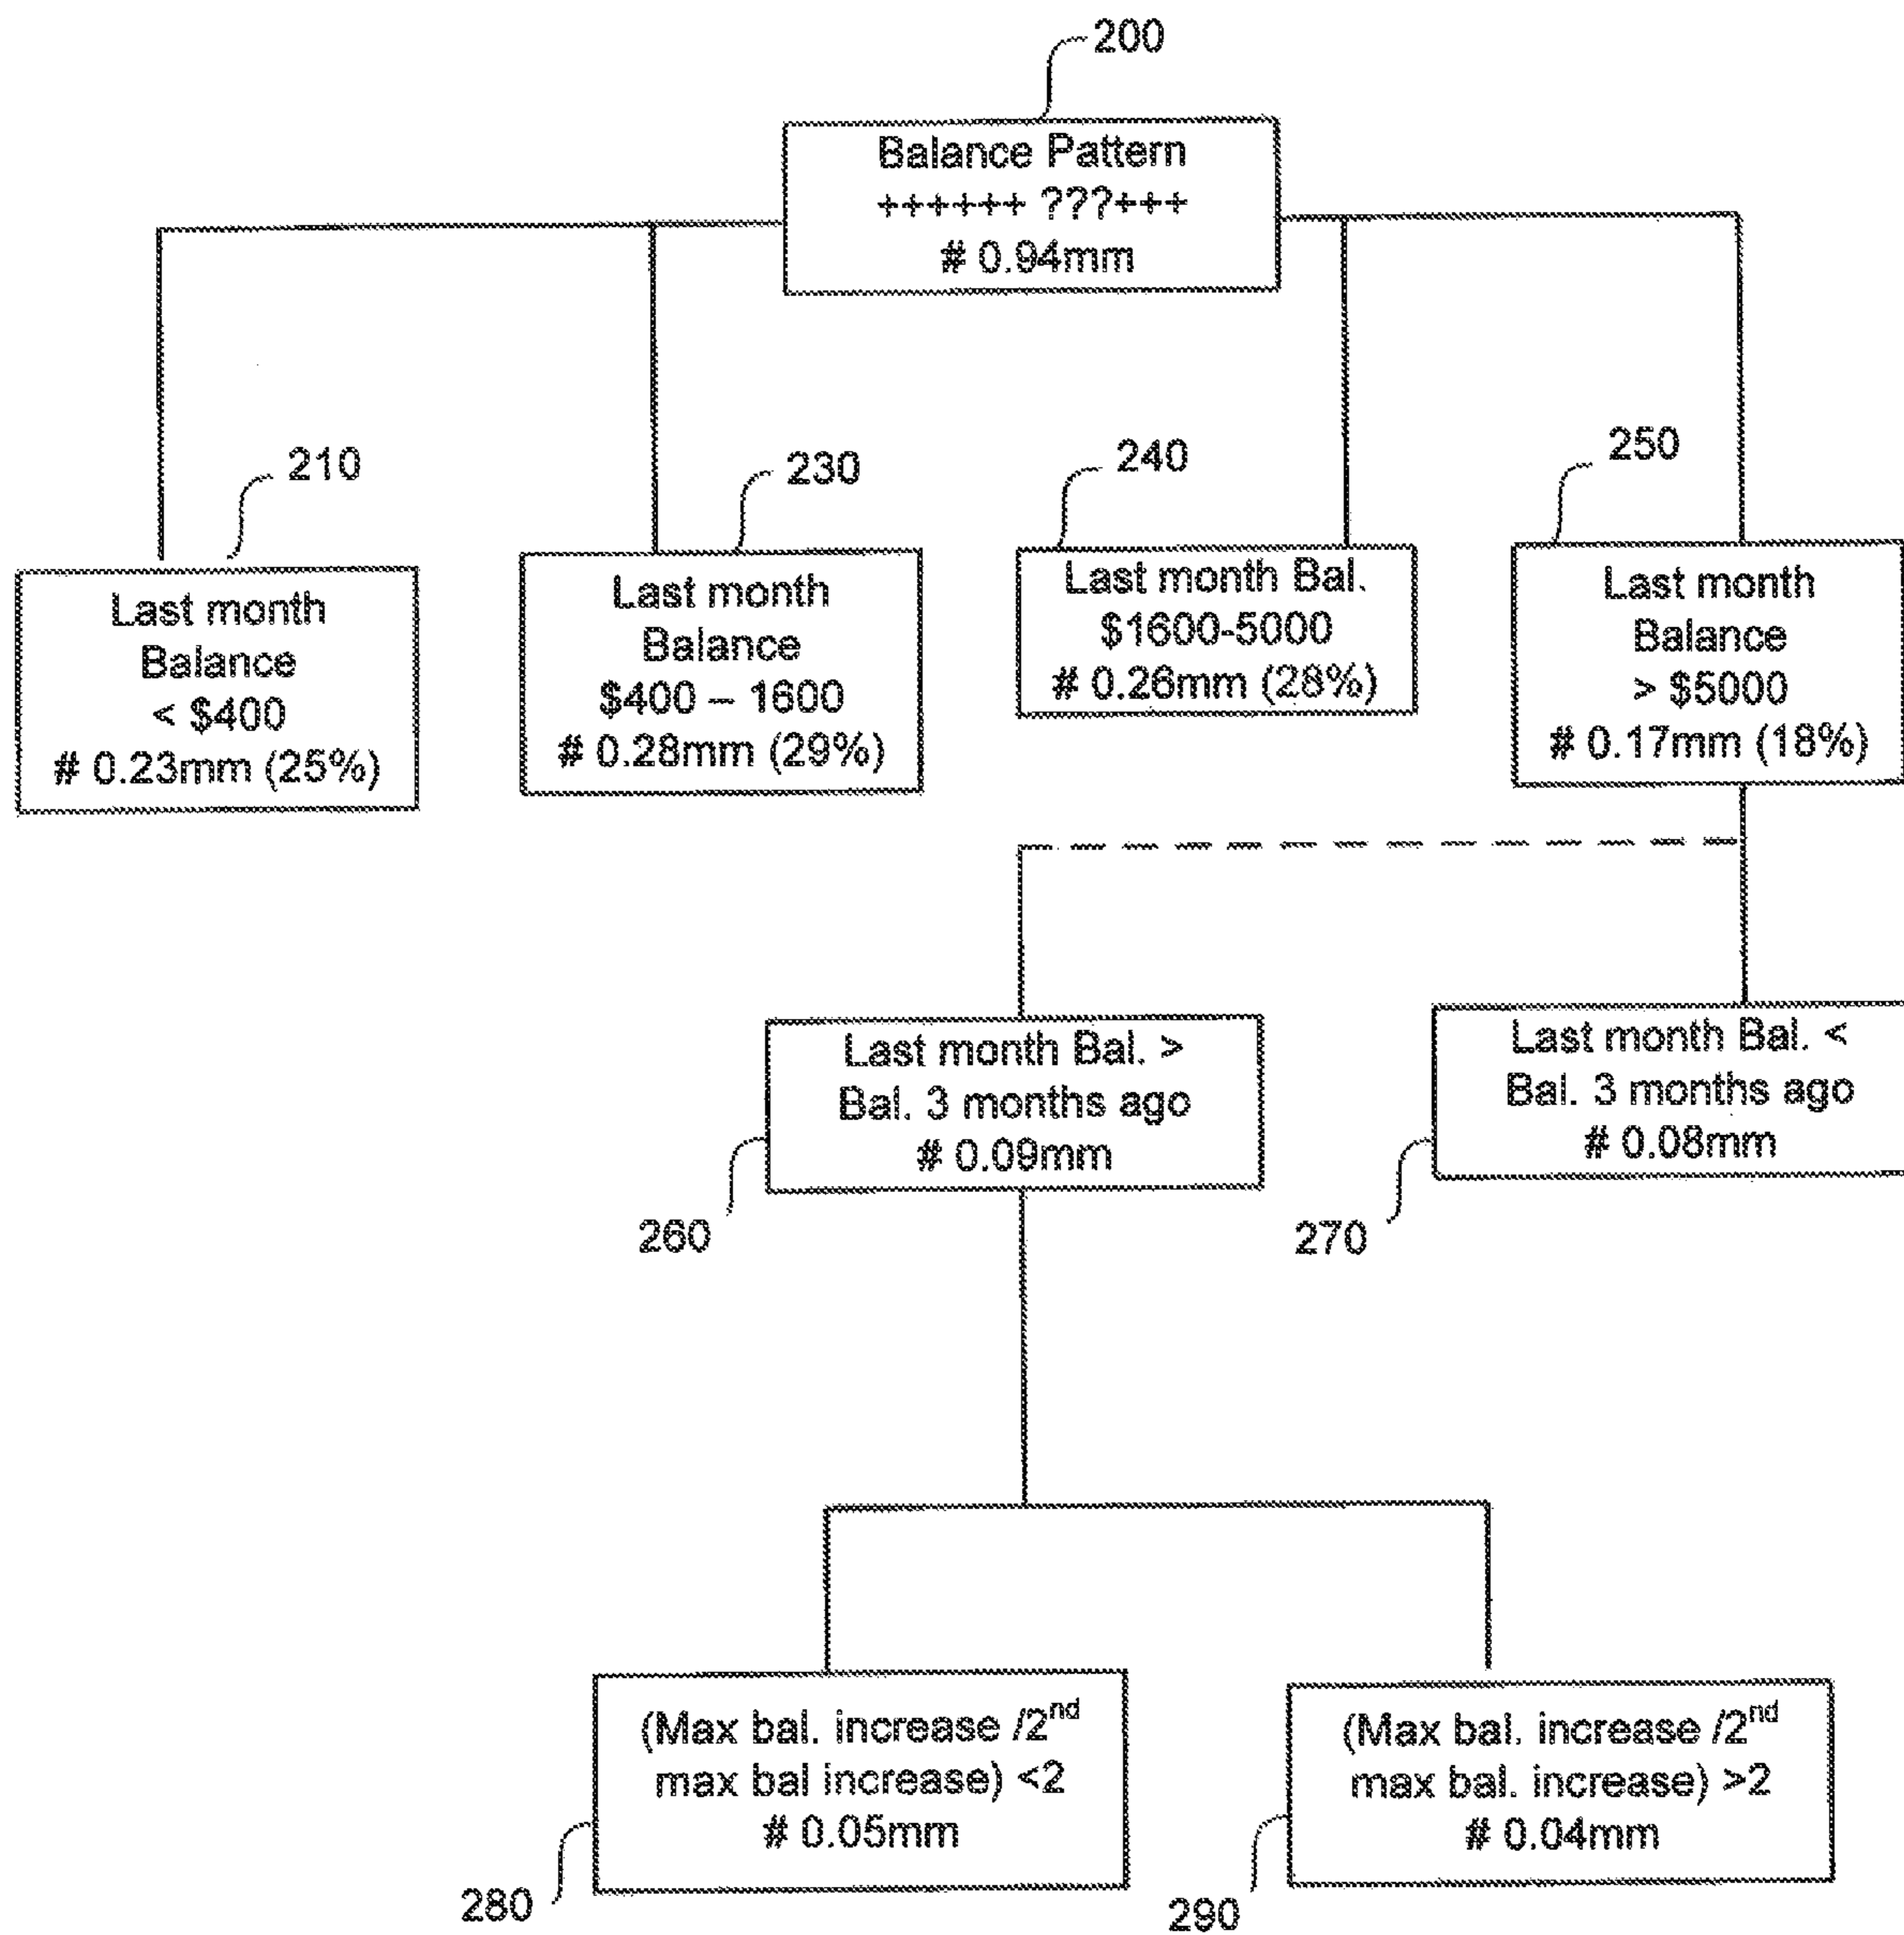 200
Balance Pattern
++++++ ???+++
# 0.94mm
210
Last month
Balance
< $400
# 0.23mm (25%)
230
Last month
Balance
$400 – 1600
# 0.28mm (29%)
240
Last month Bal.
$1600-5000
# 0.26mm (28%)
250
Last month
Balance
> $5000
# 0.17mm (18%)
Last month Bal. >
Bal. 3 months ago
# 0.09mm
260
Last month Bal. <
Bal. 3 months ago
# 0.08mm
270
(Max bal. increase /2nd
max bal increase) <2
# 0.05mm
280
(Max bal. increase /2nd
max bal. increase) >2
# 0.04mm
290